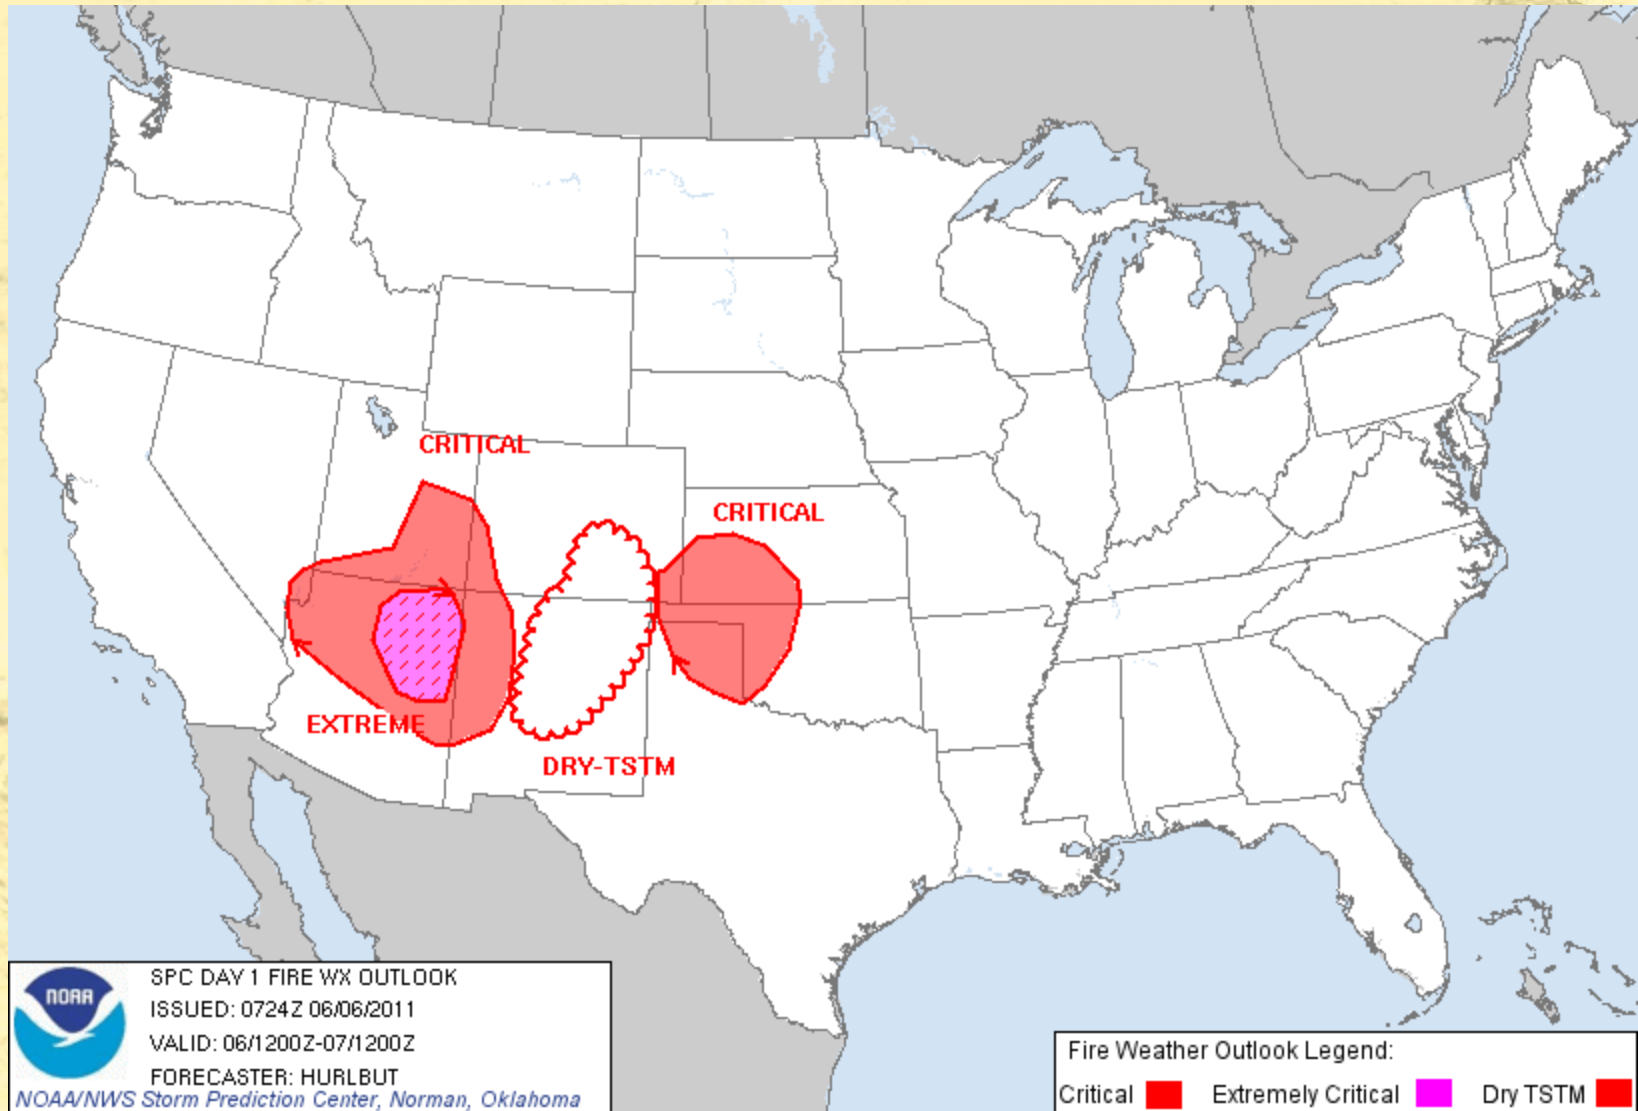 CRITICAL
CRITICAL
EXTREME
DRY-TSTM
NOAA
SPC DAY 1 FIRE WX OUTLOOK
ISSUED: 0724Z 06/06/2011
VALID: 06/1200Z-07/1200Z
FORECASTER: HURLBUT
NOAA/NWS Storm Prediction Center, Norman, Oklahoma
Fire Weather Outlook Legend:
Critical Extremely Critical Dry TSTM